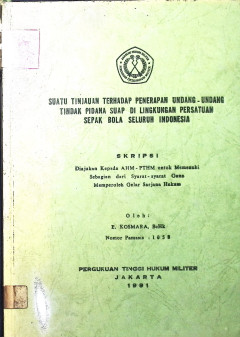 SUATU TINJAUAN TERHADAP PENERAPAN UNDANG-UNDANG
TINDAK PIDANA SUAP DI LINGKUNGAN PERSATUAN
SEPAK BOLA SELURUH INDONESIA
SKRIPSI
Diajukan Kepada AHM-PTHM untuk Memenuhi
Sebagian dari Syarat-syarat Guna
Memperoleh Gelar Sarjana Hukum
Oleh:
E. KOSMARA, BcHk
Nomor Pamasis : 1658
PERGURUAN TINGGI HUKUM MILITER
JAKARTA
1991